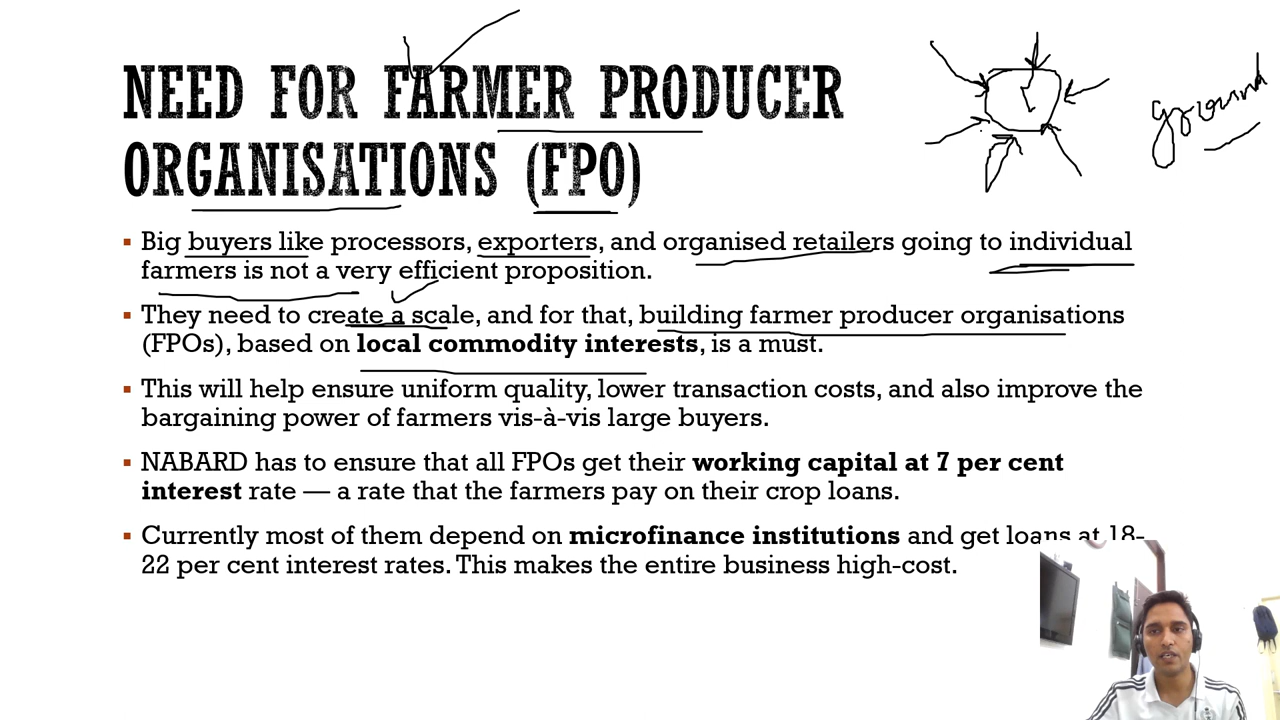 NEED FOR FARMER PRODUCER
ORGANISATIONS (FPO)
ground
▪ Big buyers like processors, exporters, and organised retailers going to individual
farmers is not a very efficient proposition.
▪ They need to create a scale, and for that, building farmer producer organisations
(FPOs), based on local commodity interests, is a must.
▪ This will help ensure uniform quality, lower transaction costs, and also improve the
bargaining power of farmers vis-à-vis large buyers.
▪ NABARD has to ensure that all FPOs get their working capital at 7 per cent
interest rate — a rate that the farmers pay on their crop loans.
▪ Currently most of them depend on microfinance institutions and get loans at 18-
22 per cent interest rates. This makes the entire business high-cost.